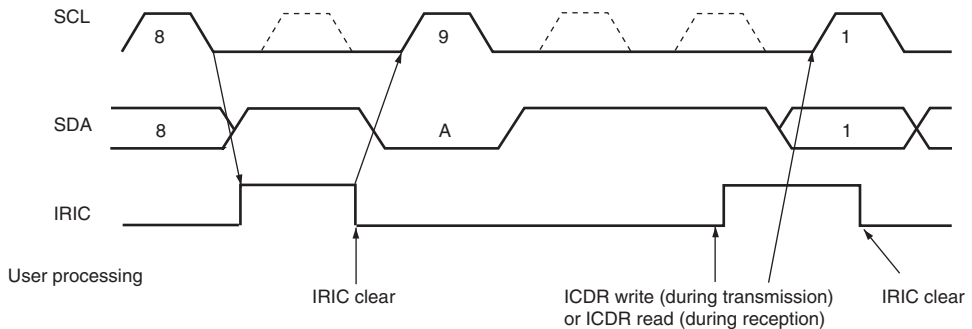 SCL
8
9
1
SDA
8
A
1
IRIC
User processing
IRIC clear
ICDR write (during transmission)
or ICDR read (during reception)
IRIC clear